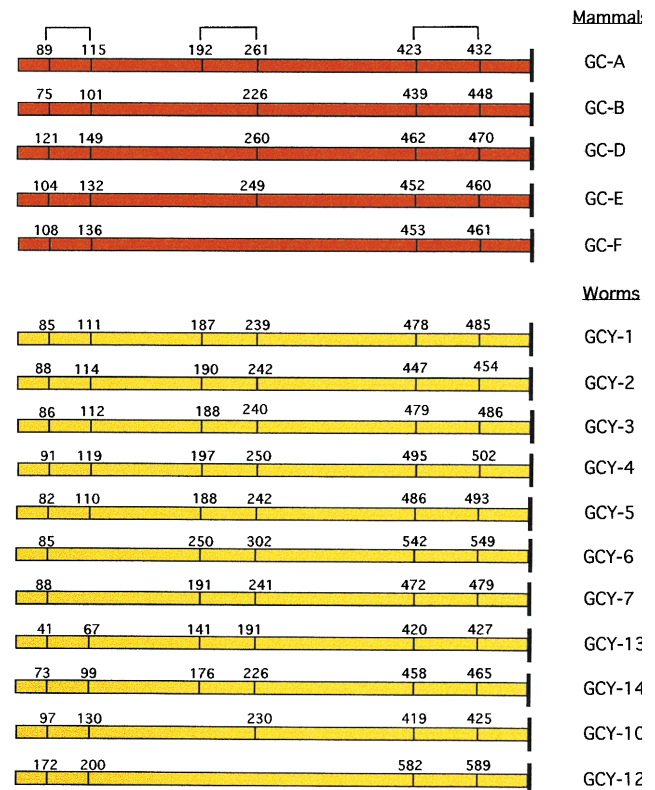 Mammals
89 115 192 261 423 432
GC-A
75 101 226 439 448
GC-B
121 149 260 462 470
GC-D
104 132 249 452 460
GC-E
108 136 453 461
GC-F
Worms
85 111 187 239 478 485
GCY-1
88 114 190 242 447 454
GCY-2
86 112 188 240 479 486
GCY-3
91 119 197 250 495 502
GCY-4
82 110 188 242 486 493
GCY-5
85 250 302 542 549
GCY-6
88 191 241 472 479
GCY-7
41 67 141 191 420 427
GCY-13
73 99 176 226 458 465
GCY-14
97 130 230 419 425
GCY-10
172 200 582 589
GCY-12